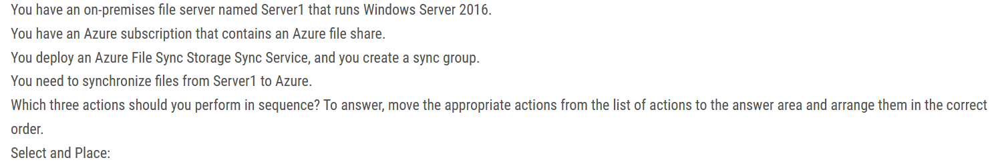 You have an on-premises file server named Server1 that runs Windows Server 2016.
You have an Azure subscription that contains an Azure file share.
You deploy an Azure File Sync Storage Sync Service, and you create a sync group.
You need to synchronize files from Server1 to Azure.
Which three actions should you perform in sequence? To answer, move the appropriate actions from the list of actions to the answer area and arrange them in the correct
order.
Select and Place: